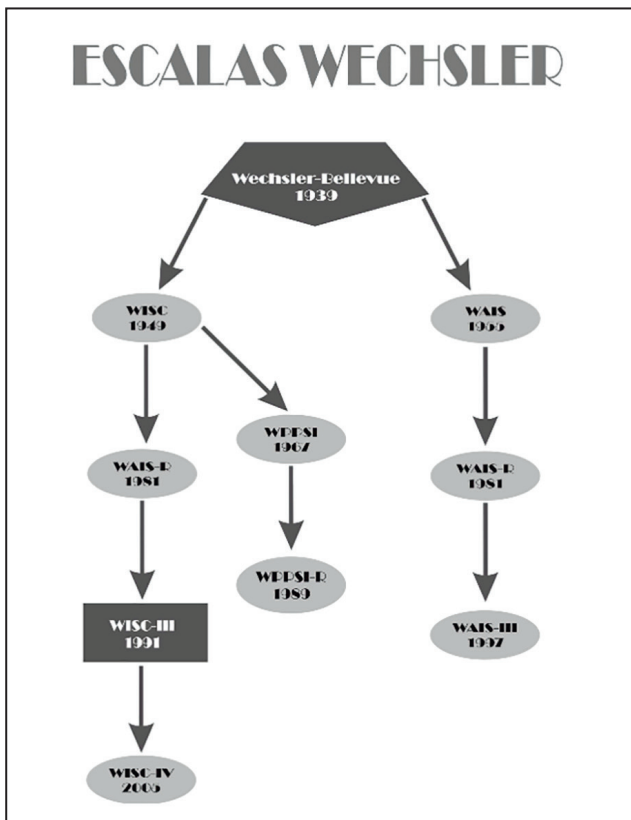 ESCALAS WECHSLER
Wechsler-Bellevue
1939
WISC
1949
WAIS
1955
WPPSI
1967
WAIS-R
1981
WAIS-R
1981
WPPSI-R
1989
WISC-III
1991
WAIS-III
1997
WISC-IV
2005